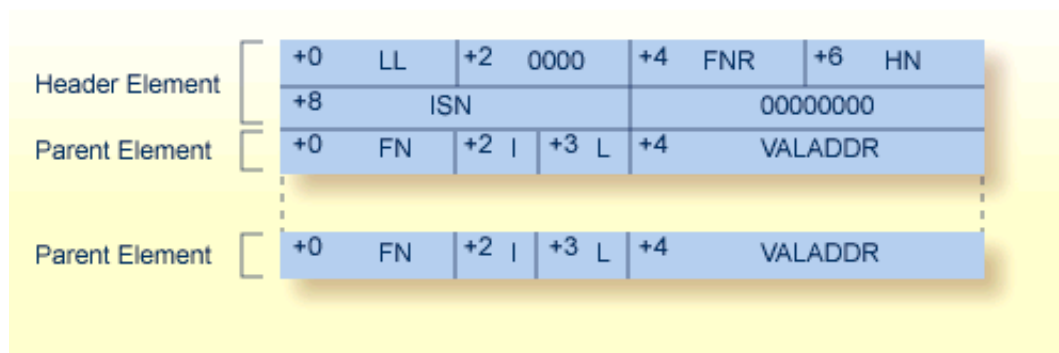 +0 LL +2 0000 +4 FNR +6 HN
Header Element
+8 ISN 00000000
Parent Element +0 FN +2 I +3 L +4 VALADDR
Parent Element +0 FN +2 I +3 L +4 VALADDR